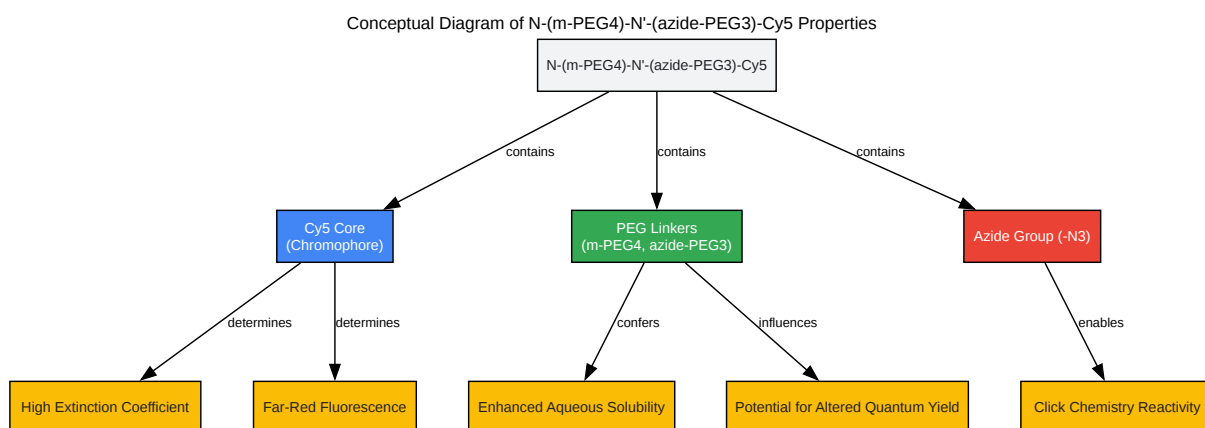 Conceptual Diagram of N-(m-PEG4)-N'-(azide-PEG3)-Cy5 Properties
N-(m-PEG4)-N'-(azide-PEG3)-Cy5
contains
contains
contains
Cy5 Core
(Chromophore)
PEG Linkers
(m-PEG4, azide-PEG3)
Azide Group (-N3)
determines
determines
confers
influences
enables
High Extinction Coefficient
Far-Red Fluorescence
Enhanced Aqueous Solubility
Potential for Altered Quantum Yield
Click Chemistry Reactivity